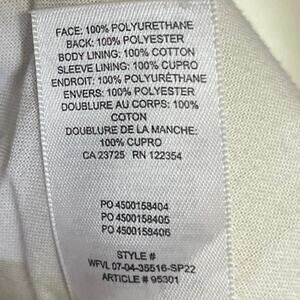 FACE: 100% POLYURETHANE
BACK: 100% POLYESTER
BODY LINING: 100% COTTON
SLEEVE LINING: 100% CUPRO
ENDROIT: 100% POLYURÉTHANE
ENVERS: 100% POLYESTER
DOUBLURE AU CORPS: 100%
COTON
DOUBLURE DE LA MANCHE:
100% CUPRO
CA 23725 RN 122354
PO 4500158404
PO 4500158405
PO 4500158406
STYLE #
WFVL 07-04-35516-SP22
ARTICLE # 95301